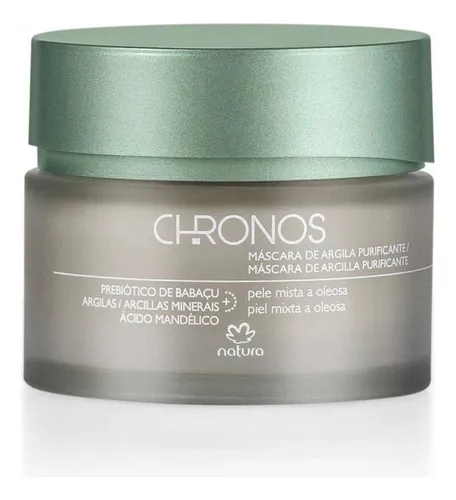 CHRONOS
MÁSCARA DE ARGILA PURIFICANTE/
MÁSCARA DE ARCILLA PURIFICANTE
PREBIÓTICO DE BABAÇU
ARGILAS / ARCILLAS MINERAIS
ÁCIDO MANDÉLICO
+
pele mista a oleosa
piel mixta a oleosa
natura